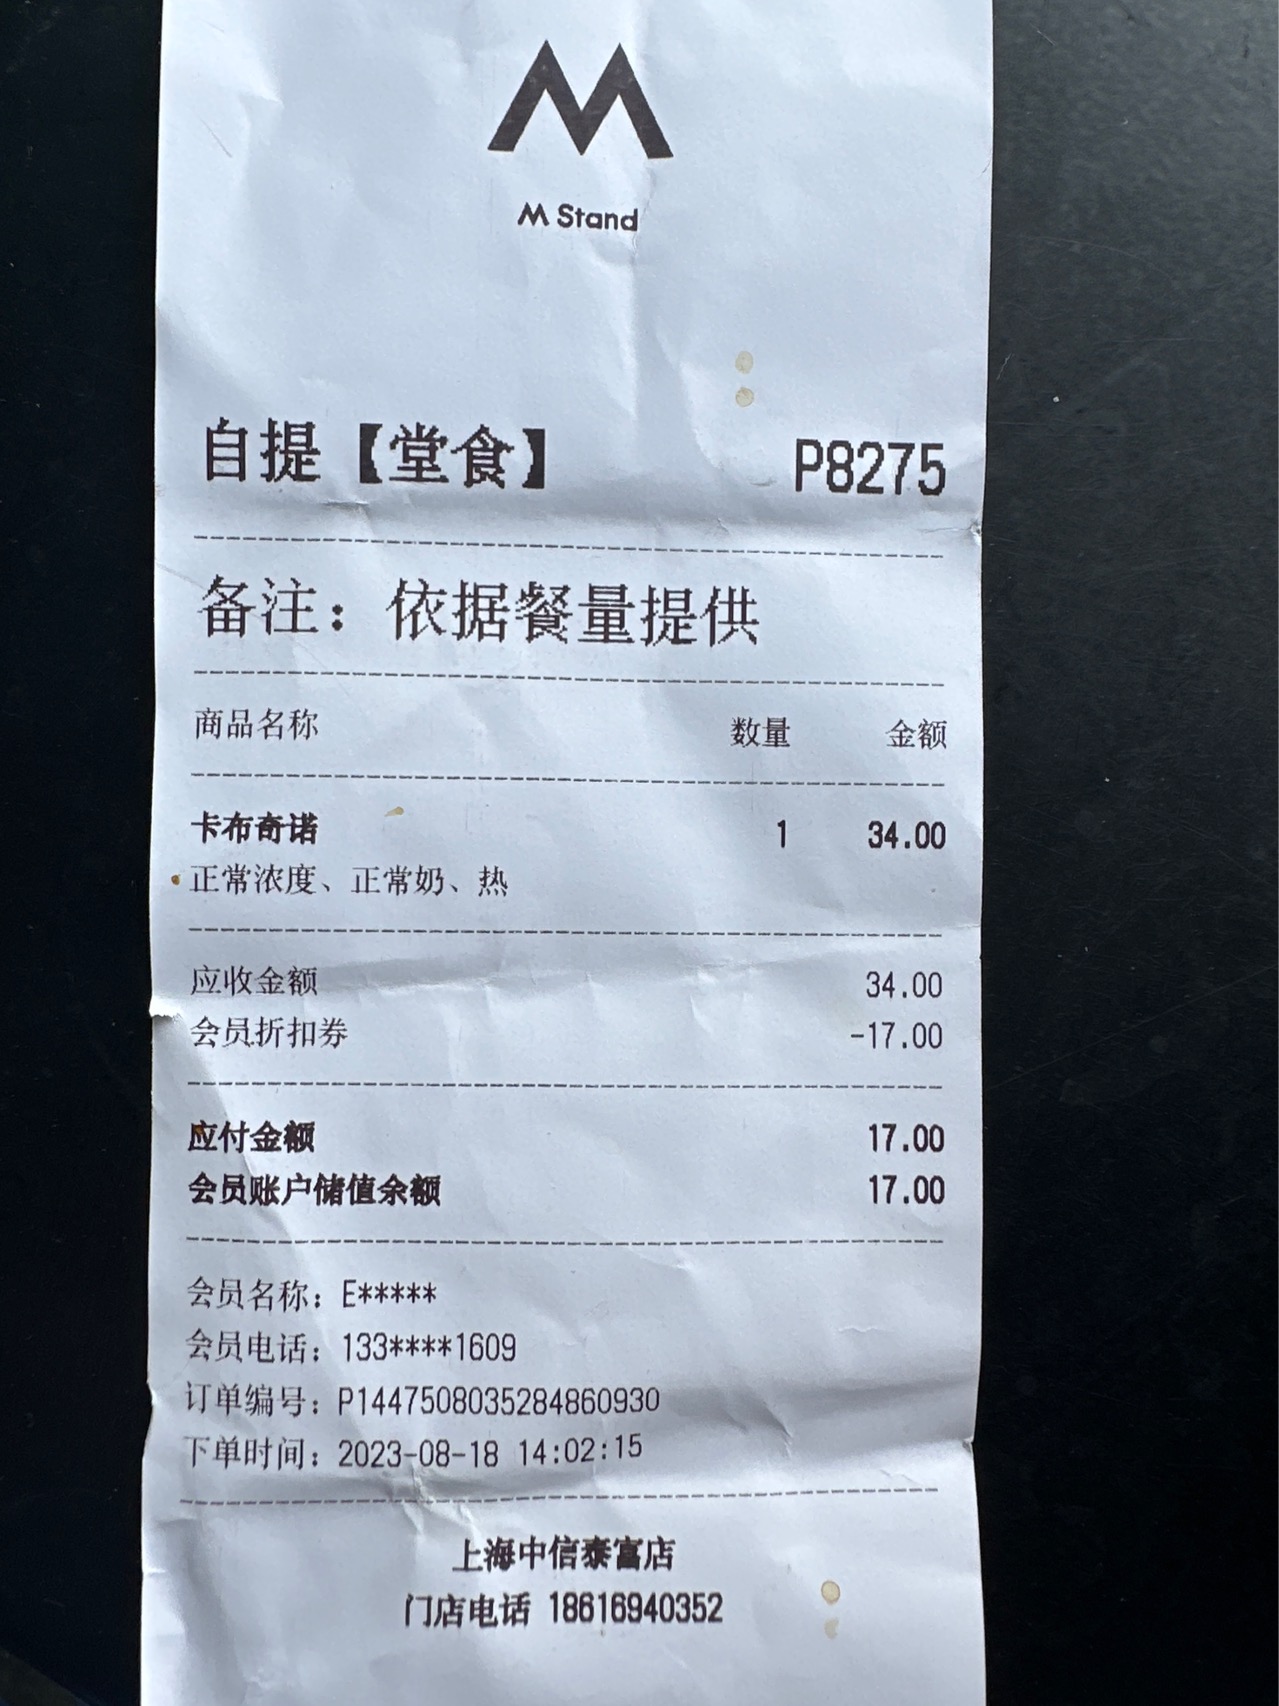 M Stand
自提【堂食】 P8275
备注：依据餐量提供
商品名称 数量 金额
卡布奇诺 1 34.00
正常浓度、正常奶、热
应收金额 34.00
会员折扣券 -17.00
应付金额 17.00
会员账户储值余额 17.00
会员名称：E*****
会员电话：133****1609
订单编号：P1447508035284860930
下单时间：2023-08-18 14:02:15
上海中信泰富店
门店电话 18616940352